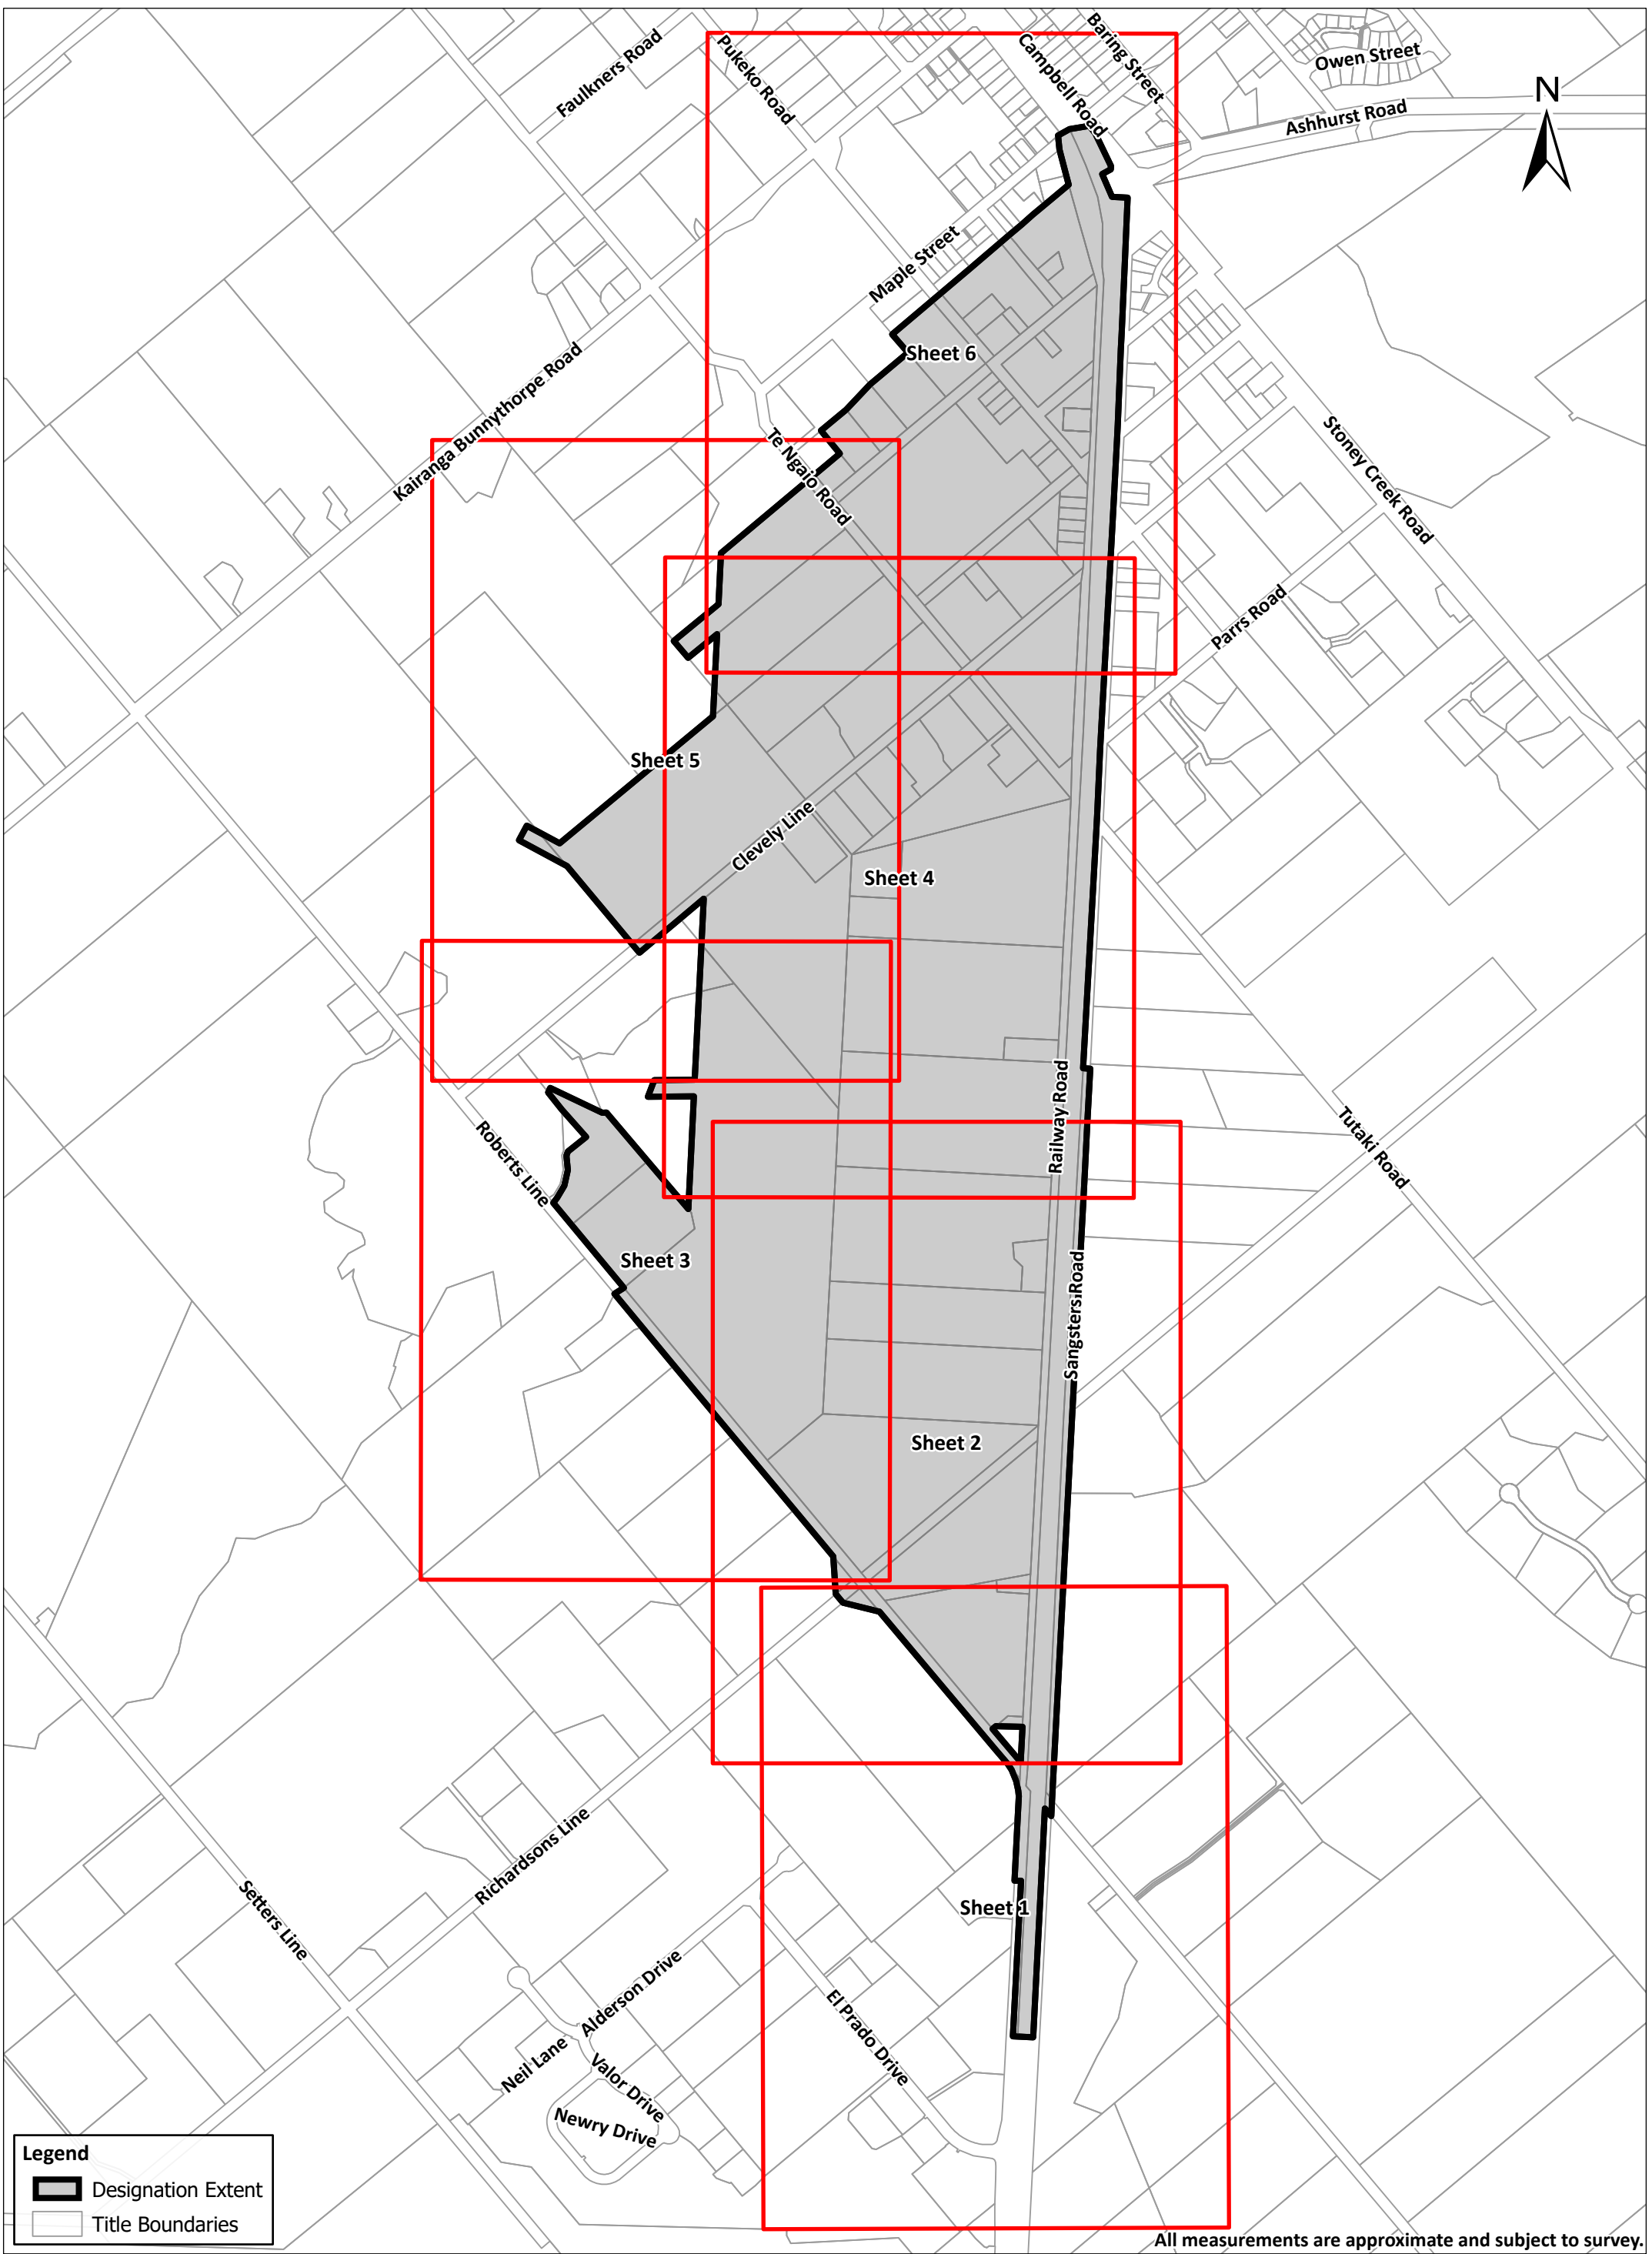 Baring Street
Campbell Road
Owen Street
Faulkners Road
Pukeko Road
N
Ashhurst Road
Maple Street
Sheet 6
Kairanga Bunnythorpe Road
Te Ngaio Road
Stoney Creek Road
Parrs Road
Sheet 5
Clevely Line
Sheet 4
Railway Road
Tutaki Road
Roberts Line
Sheet 3
Sangsters Road
Sheet 2
Richardsons Line
Setters Line
Sheet 1
Alderson Drive
El Prado Drive
Neil Lane
Valor Drive
Newry Drive
Legend
Designation Extent
Title Boundaries
All measurements are approximate and subject to survey.